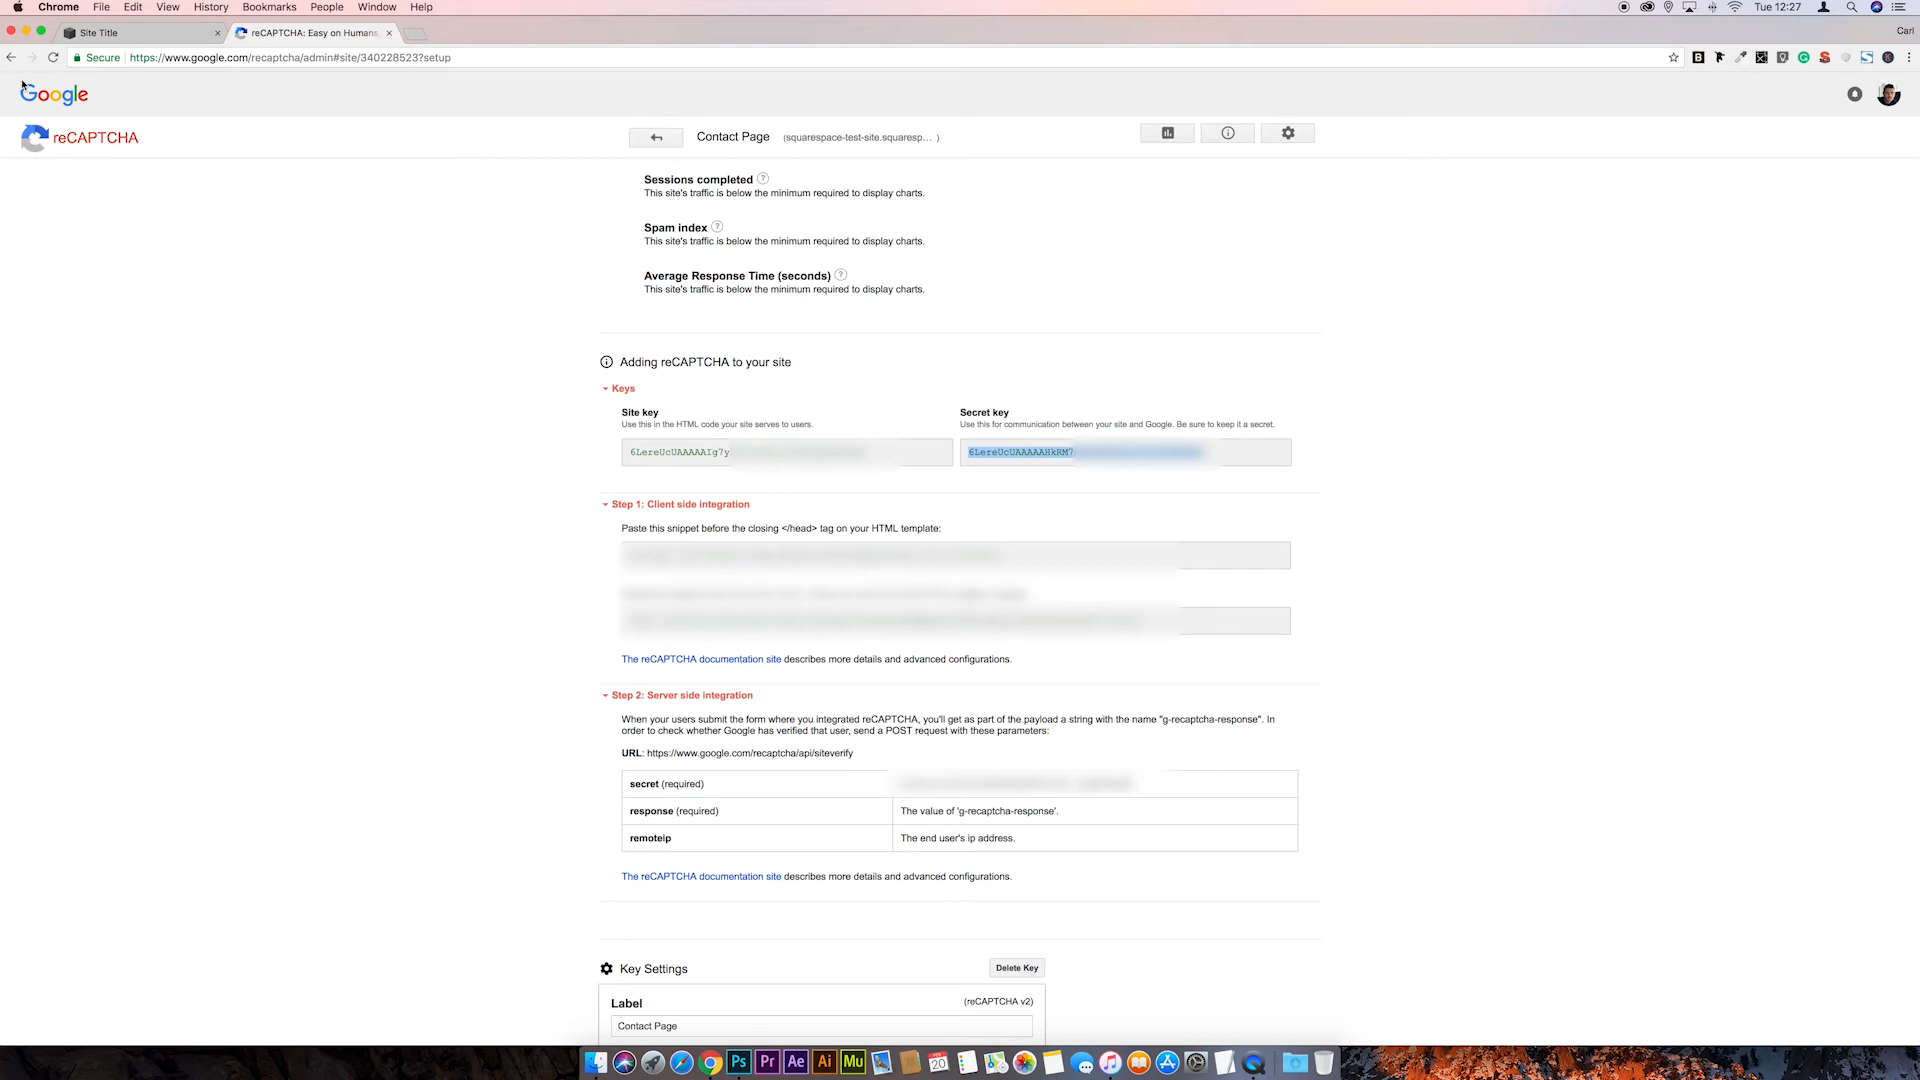 Chrome File Edit View History Bookmarks People Window Help
Tue 12:27
Site Title
reCAPTCHA: Easy on Humans,
Carl
Secure https://www.google.com/recaptcha/admin#site/340228523?setup
Google
reCAPTCHA
Contact Page (squarespace-test-site.squaresp... )
Sessions completed ?
This site's traffic is below the minimum required to display charts.
Spam index ?
This site's traffic is below the minimum required to display charts.
Average Response Time (seconds) ?
This site's traffic is below the minimum required to display charts.
Adding reCAPTCHA to your site
Keys
Site key
Use this in the HTML code your site serves to users.
6LereUcUAAAAAIg7y
Secret key
Use this for communication between your site and Google. Be sure to keep it a secret.
6LereUcUAAAAAHkRM7
Step 1: Client side integration
Paste this snippet before the closing </head> tag on your HTML template:
The reCAPTCHA documentation site describes more details and advanced configurations.
Step 2: Server side integration
When your users submit the form where you integrated reCAPTCHA, you'll get as part of the payload a string with the name "g-recaptcha-response". In
order to check whether Google has verified that user, send a POST request with these parameters:
URL: https://www.google.com/recaptcha/api/siteverify
secret (required)
response (required) The value of 'g-recaptcha-response'.
remoteip The end user's ip address.
The reCAPTCHA documentation site describes more details and advanced configurations.
Key Settings
Delete Key
Label (reCAPTCHA v2)
Contact Page
Ps Pr Ae Ai Mu
20